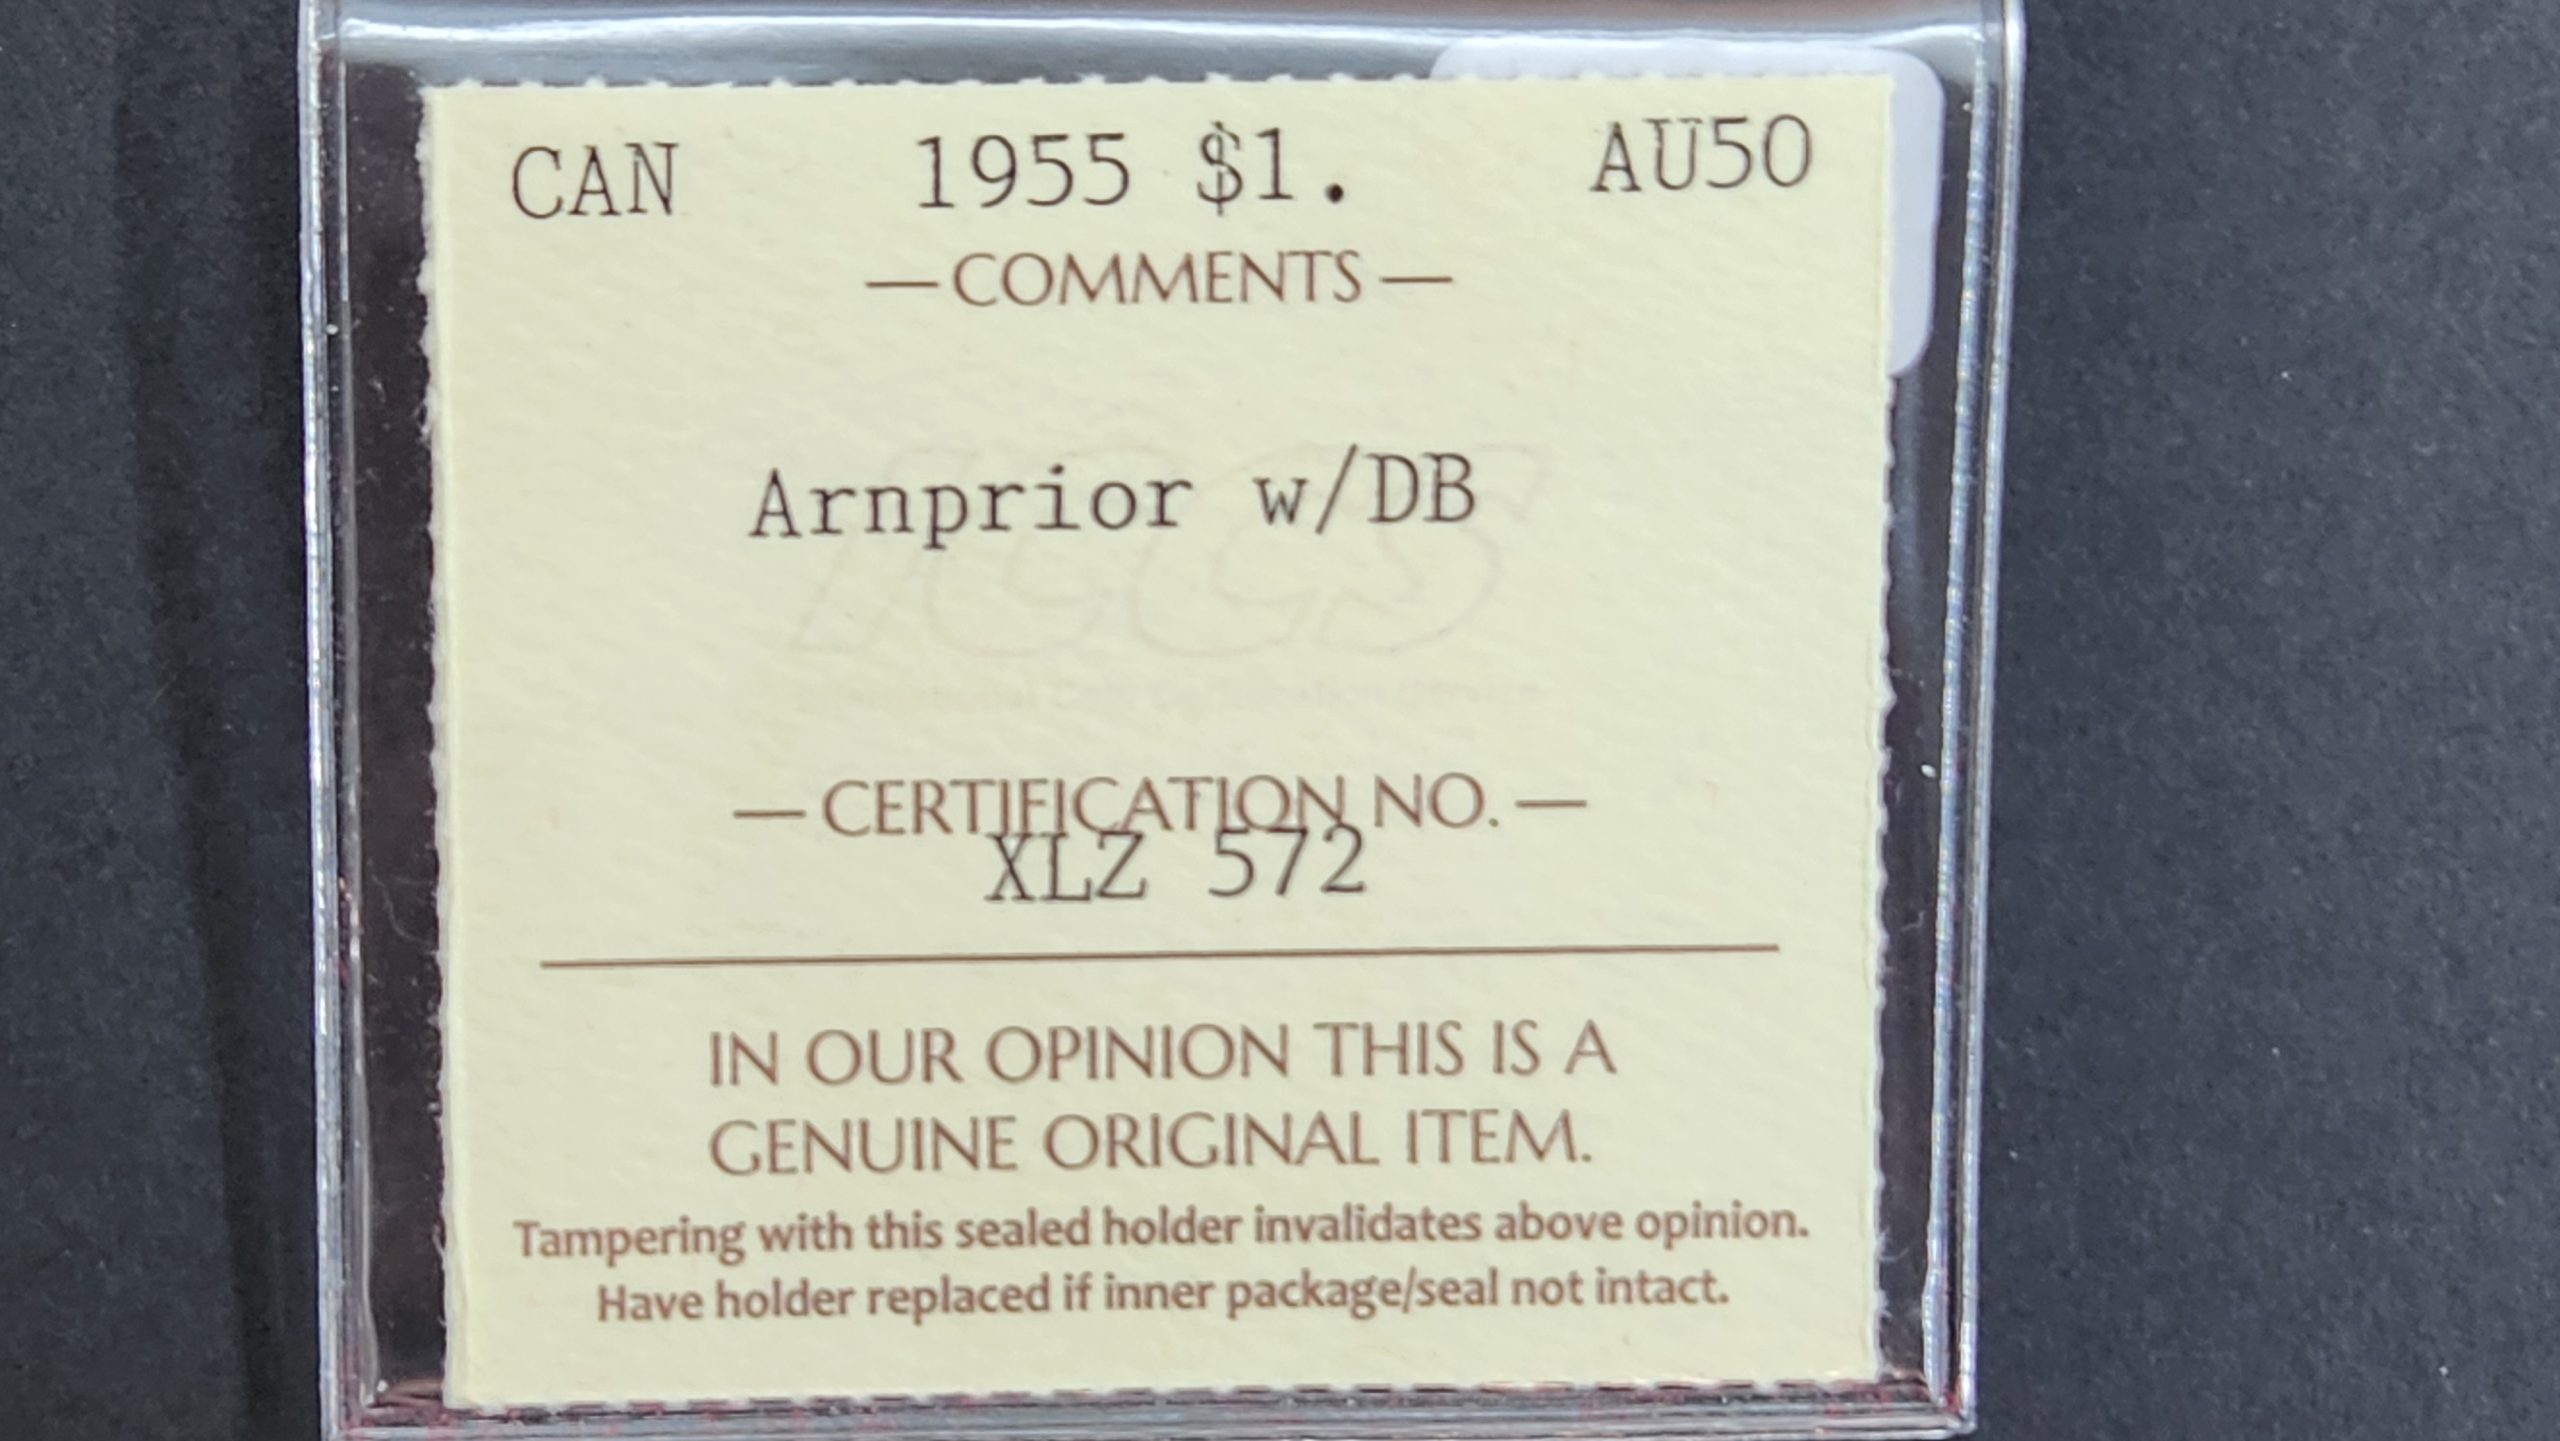 CAN 1955 $1. AU50
— COMMENTS —
Arnprior w/DB
ICCS
— CERTIFICATION NO. —
XLZ 572
IN OUR OPINION THIS IS A
GENUINE ORIGINAL ITEM.
Tampering with this sealed holder invalidates above opinion.
Have holder replaced if inner package/seal not intact.